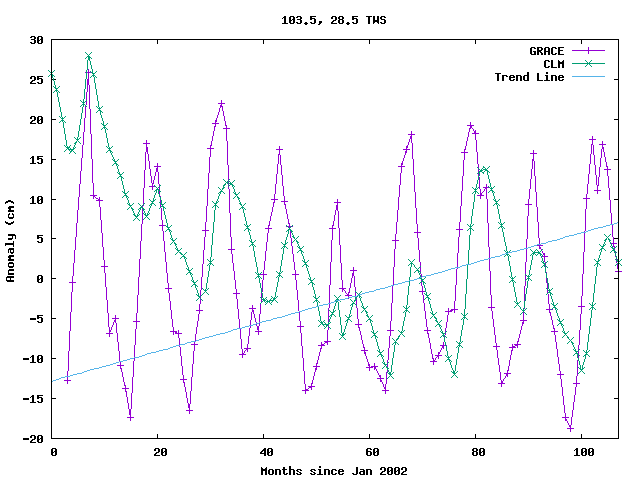 103.5, 28.5 TWS
GRACE
CLM
Trend Line
30
25
20
15
10
5
0
-5
-10
-15
-20
Anomaly (cm)
0 20 40 60 80 100
Months since Jan 2002